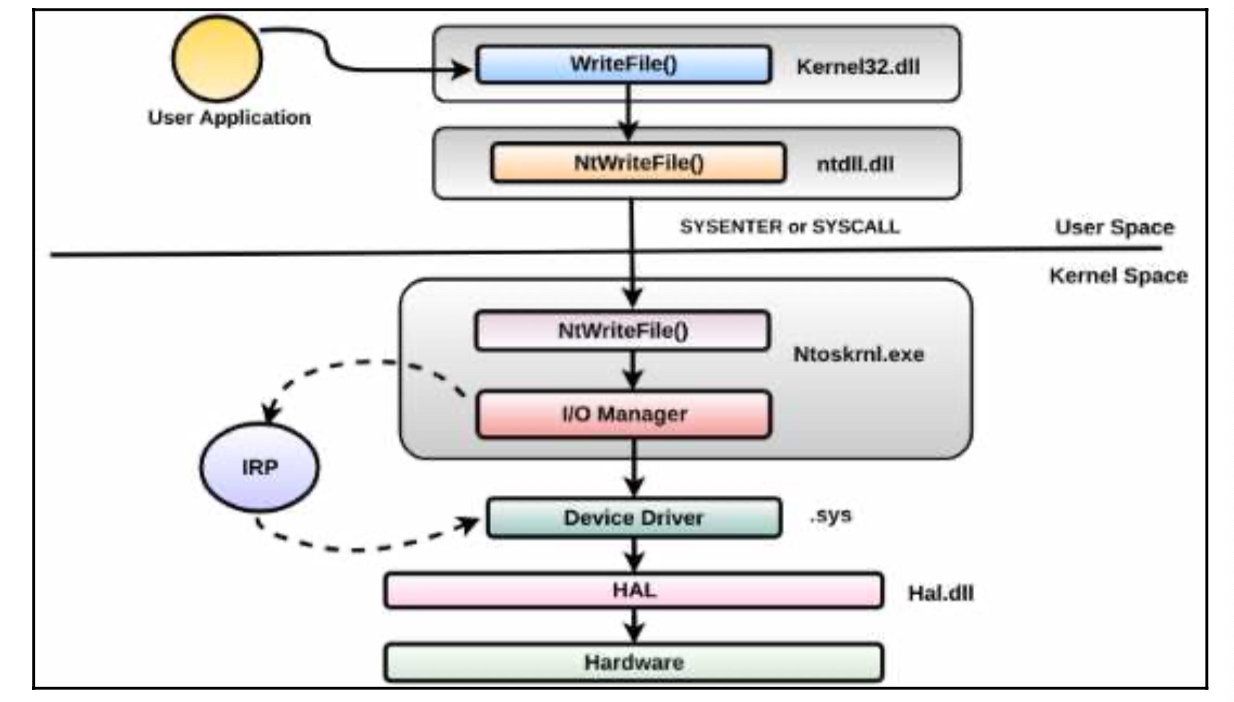 WriteFile()
Kernel32.dll
User Application
NtWriteFile()
ntdll.dll
SYSENTER or SYSCALL
User Space
Kernel Space
NtWriteFile()
Ntoskrnl.exe
I/O Manager
IRP
Device Driver
.sys
HAL
Hal.dll
Hardware